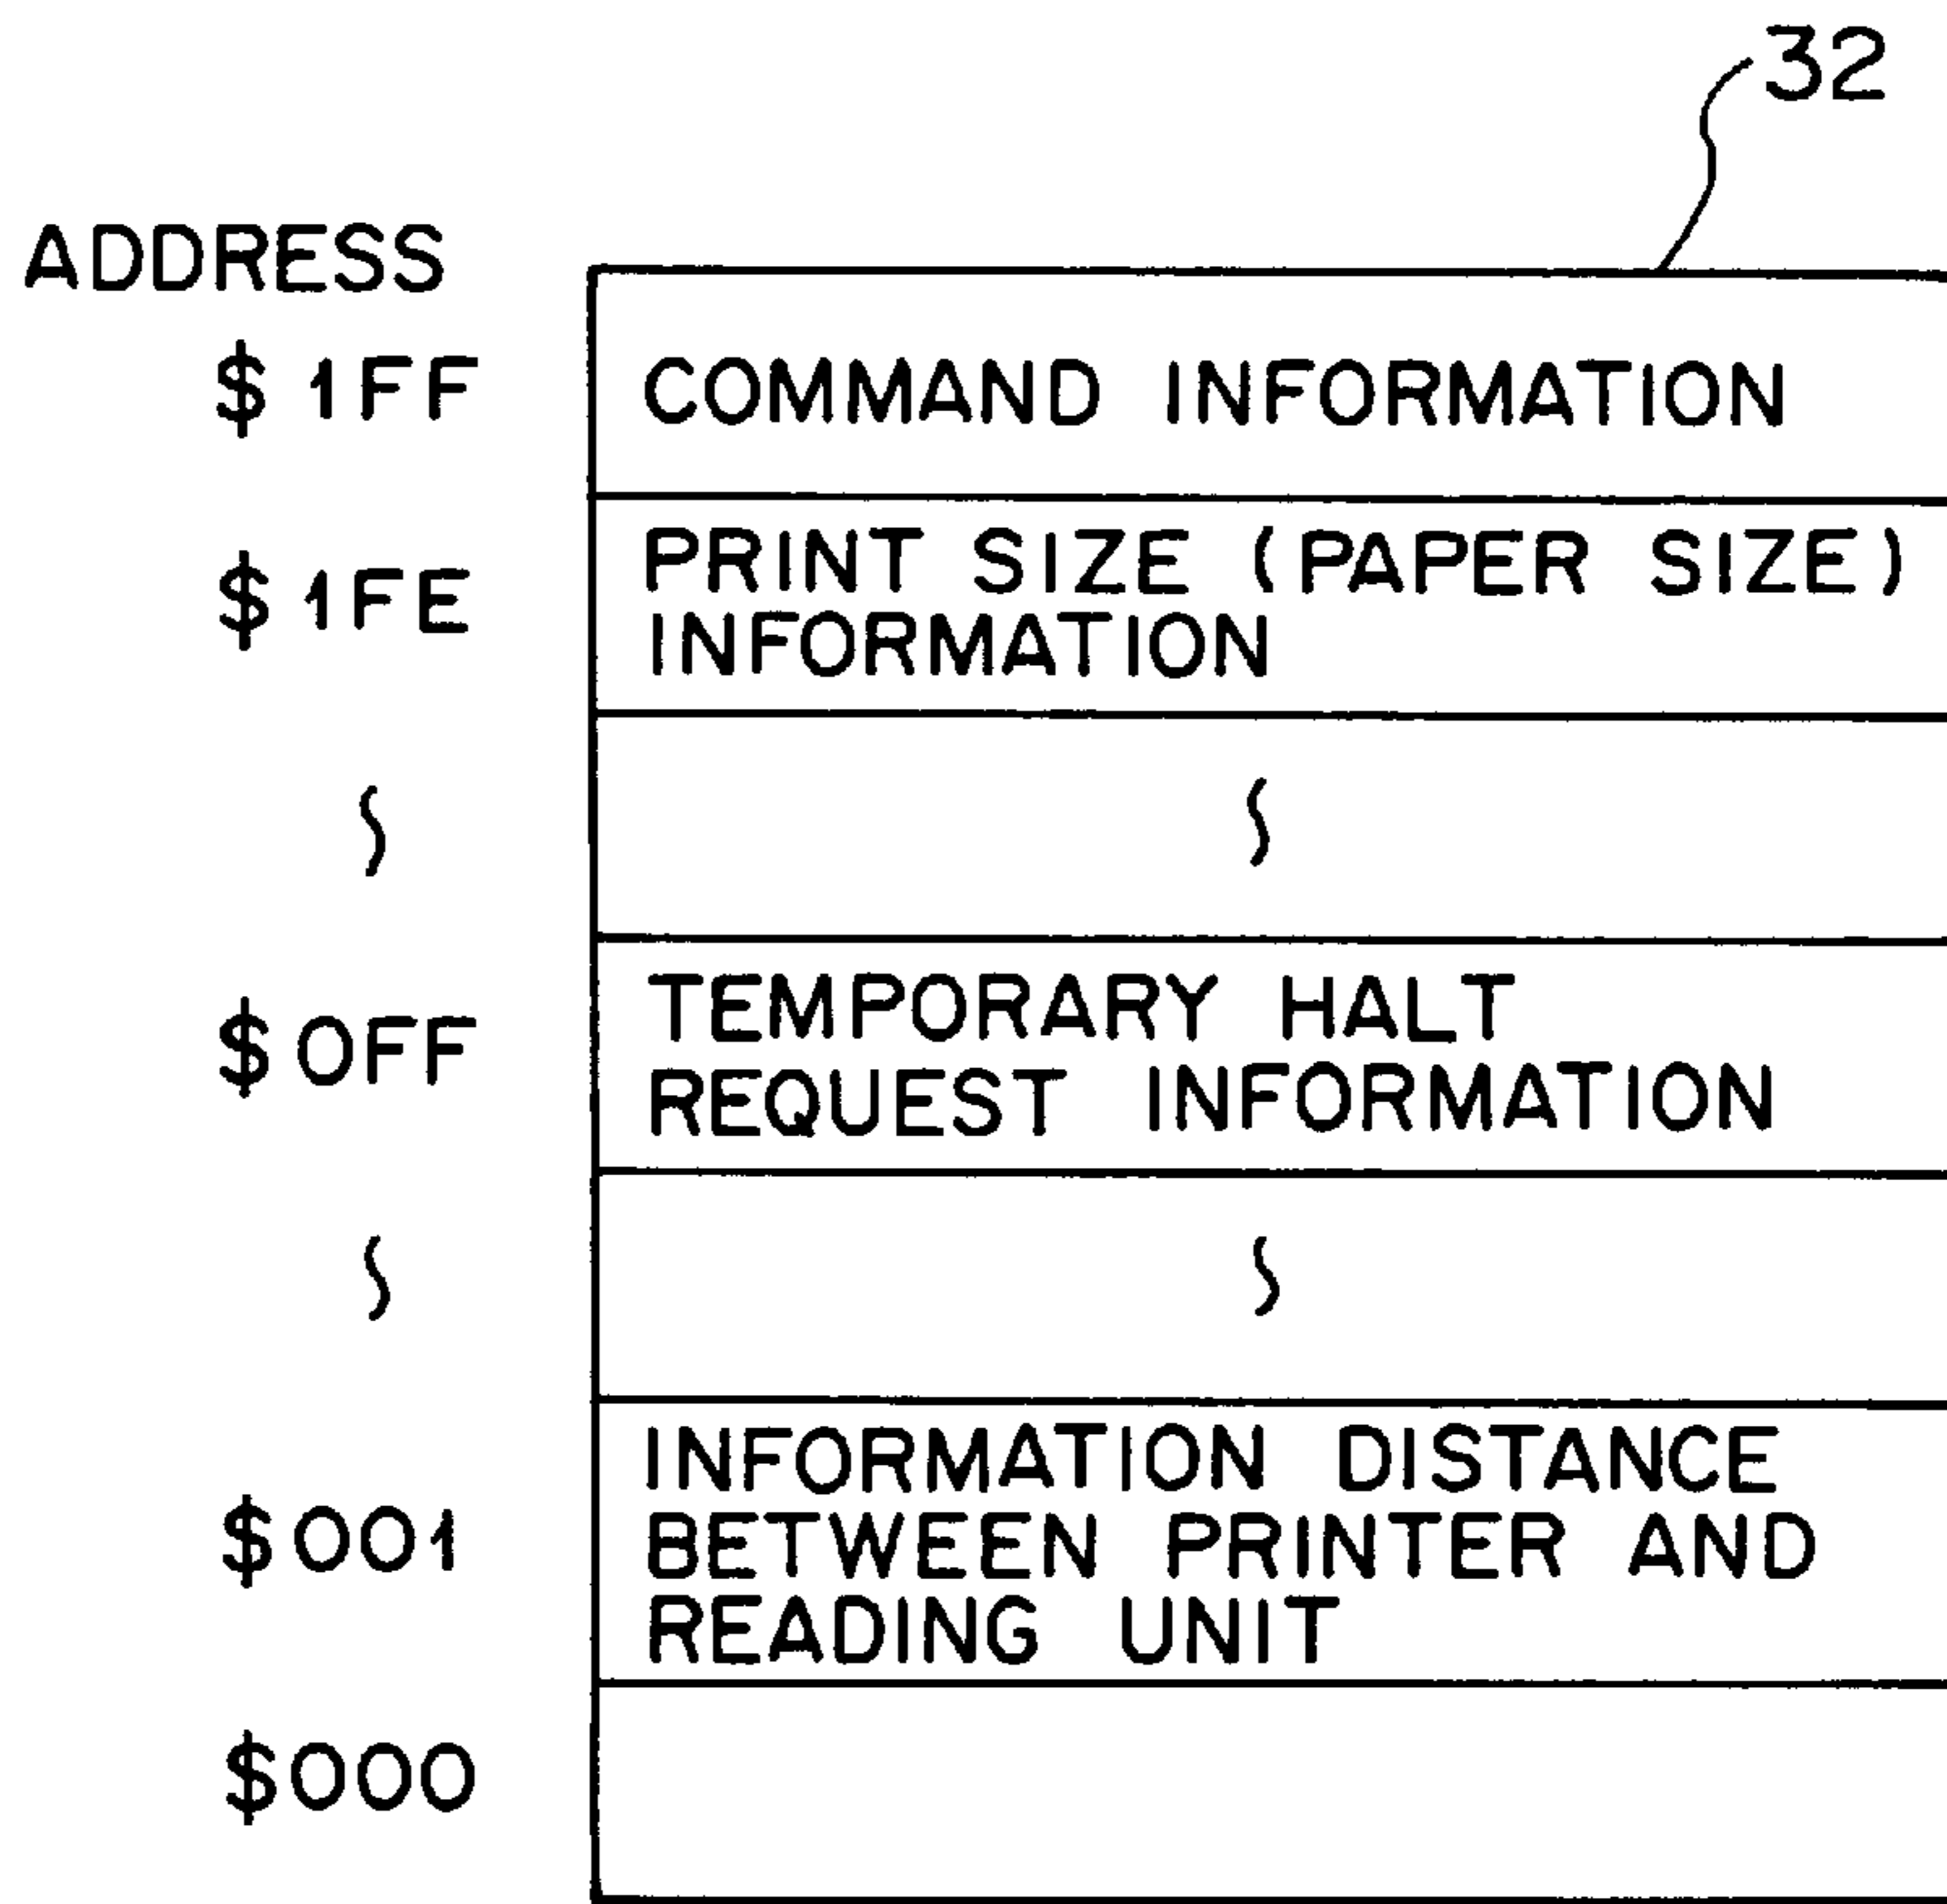 32
ADDRESS
$1FF COMMAND INFORMATION
$1FE PRINT SIZE (PAPER SIZE)
INFORMATION
$0FF TEMPORARY HALT
REQUEST INFORMATION
INFORMATION DISTANCE
$001 BETWEEN PRINTER AND
READING UNIT
$000